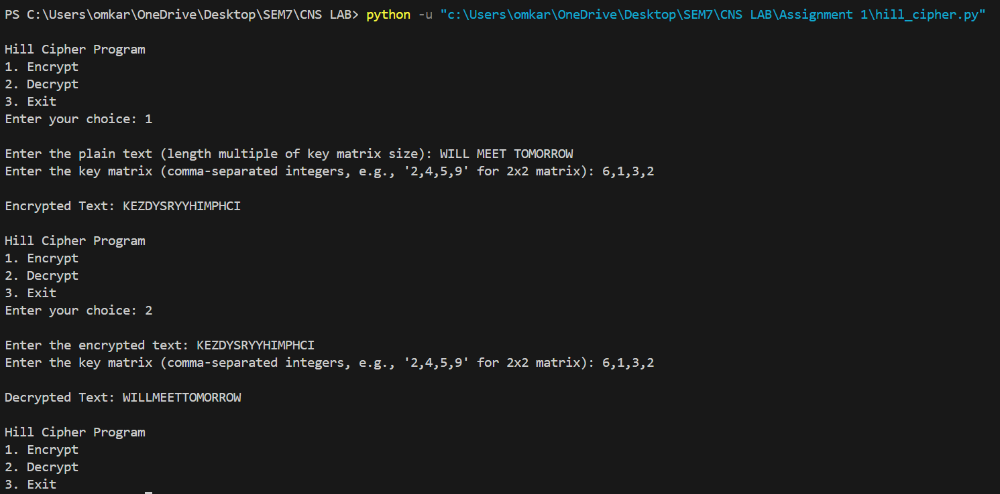 PS C:\Users\omkar\OneDrive\Desktop\SEM7\CNS LAB> python -u "c:\Users\omkar\OneDrive\Desktop\SEM7\CNS LAB\Assignment 1\hill_cipher.py"
Hill Cipher Program
1. Encrypt
2. Decrypt
3. Exit
Enter your choice: 1
Enter the plain text (length multiple of key matrix size): WILL MEET TOMORROW
Enter the key matrix (comma-separated integers, e.g., '2,4,5,9' for 2x2 matrix): 6,1,3,2
Encrypted Text: KEZDYSRYYHIMPHCI
Hill Cipher Program
1. Encrypt
2. Decrypt
3. Exit
Enter your choice: 2
Enter the encrypted text: KEZDYSRYYHIMPHCI
Enter the key matrix (comma-separated integers, e.g., '2,4,5,9' for 2x2 matrix): 6,1,3,2
Decrypted Text: WILLMEETTOMORROW
Hill Cipher Program
1. Encrypt
2. Decrypt
3. Exit